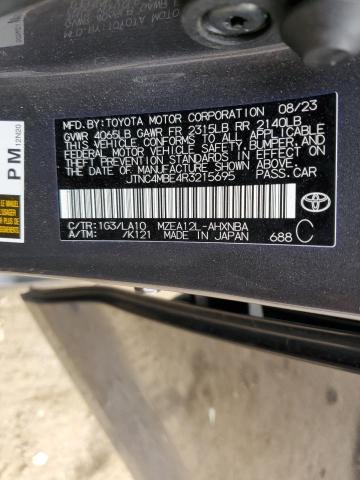 MFD. BY: TOYOTA MOTOR CORPORATION 08/23
GVWR 4065LB GAWR FR 2315LB RR 2140LB
THIS VEHICLE CONFORMS TO ALL APPLICABLE
FEDERAL MOTOR VEHICLE SAFETY, BUMPER, AND
THEFT PREVENTION STANDARDS IN EFFECT ON
THE DATE OF MANUFACTURE SHOWN ABOVE.
JTNC4MBE4R3215695 PASS.CAR
C/TR: 1G3/LA10 MZEA12L-AHXNBA
A/TM: /K121 MADE IN JAPAN 688 C
PM
12N20